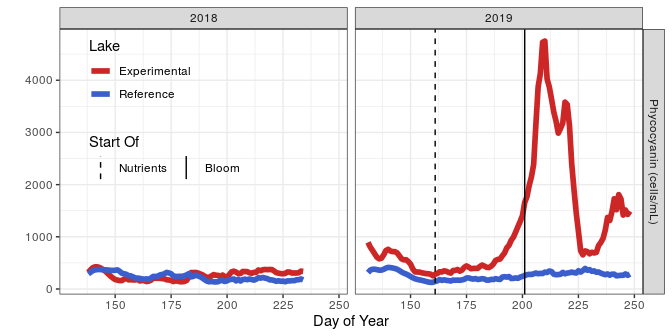 2018
2019
Lake
Experimental
Reference
Start Of
Nutrients
Bloom
4000
3000
2000
1000
0
Phycocyanin (cells/mL)
150
175
200
225
250
150
175
200
225
250
Day of Year